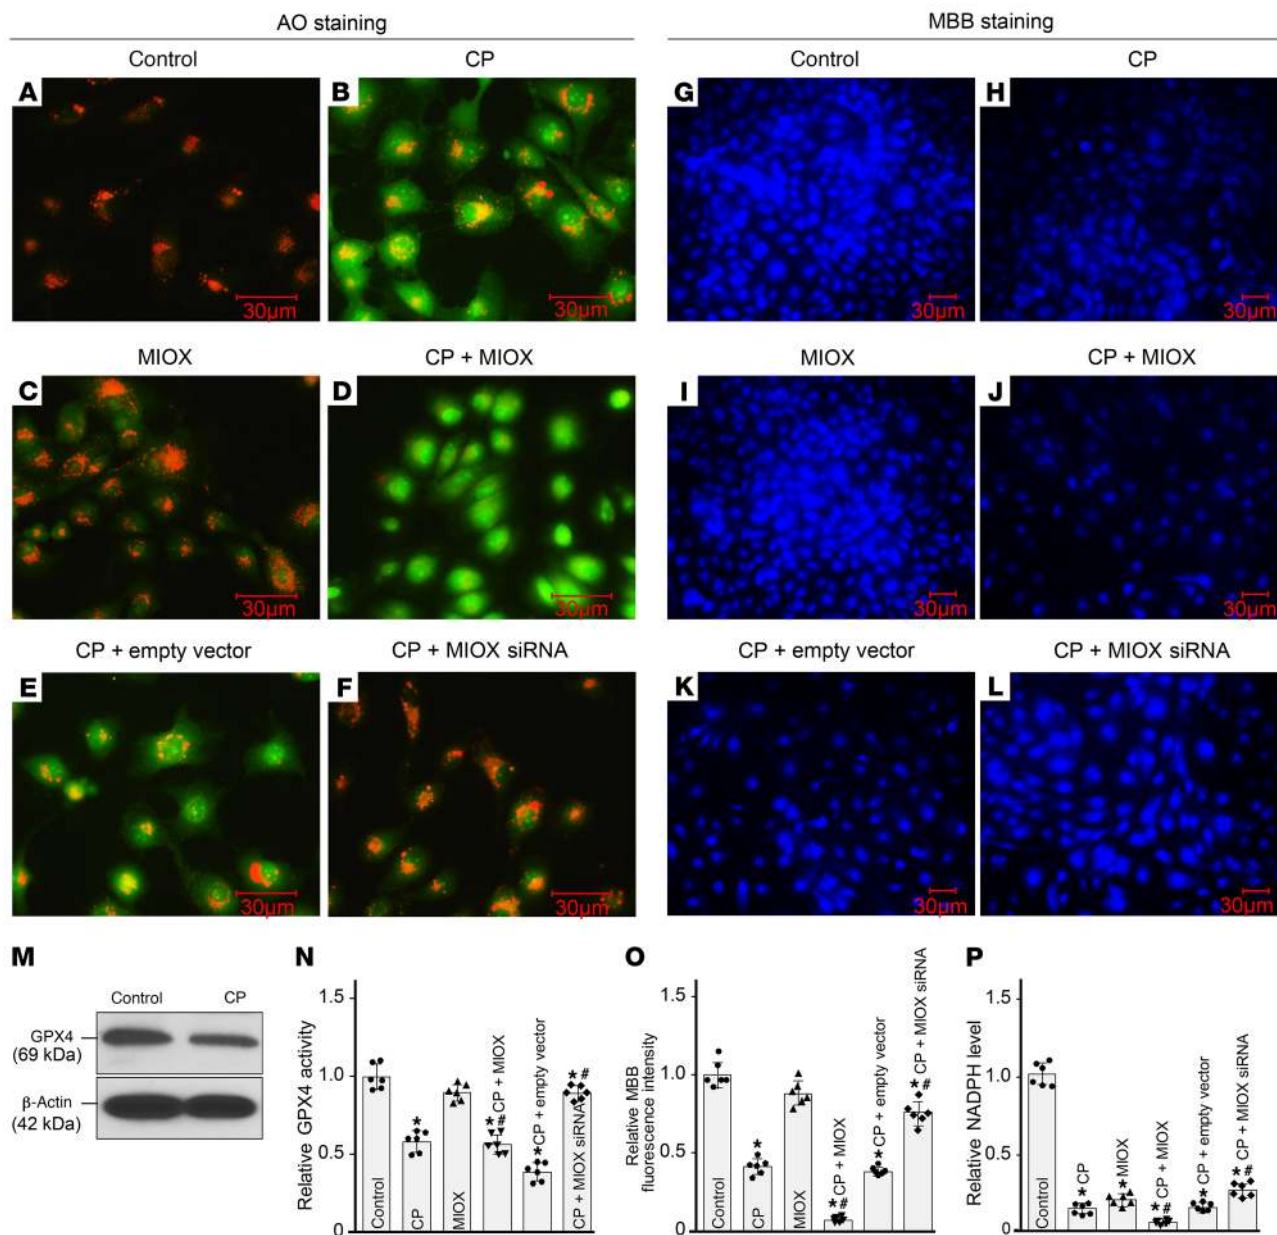 AO staining
MBB staining
Control
CP
Control
CP
A
B
G
H
30µm
30µm
30µm
30µm
MIOX
CP + MIOX
MIOX
CP + MIOX
C
D
I
J
30µm
30µm
30µm
30µm
CP + empty vector
CP + MIOX siRNA
CP + empty vector
CP + MIOX siRNA
E
F
K
L
30µm
30µm
30µm
30µm
M
Control
CP
GPX4
(69 kDa)
β-Actin
(42 kDa)
N
Relative GPX4 activity
1.5
1.0
0.5
0
Control
*
CP
MIOX
*#
CP + MIOX
*
CP + empty vector
*#
CP + MIOX siRNA
O
Relative MBB
fluorescence intensity
1.5
1.0
0.5
0
Control
*
CP
MIOX
*#
CP + MIOX
*
CP + empty vector
*#
CP + MIOX siRNA
P
Relative NADPH level
1.5
1.0
0.5
0
Control
*
CP
*
MIOX
*#
CP + MIOX
*
CP + empty vector
*#
CP + MIOX siRNA